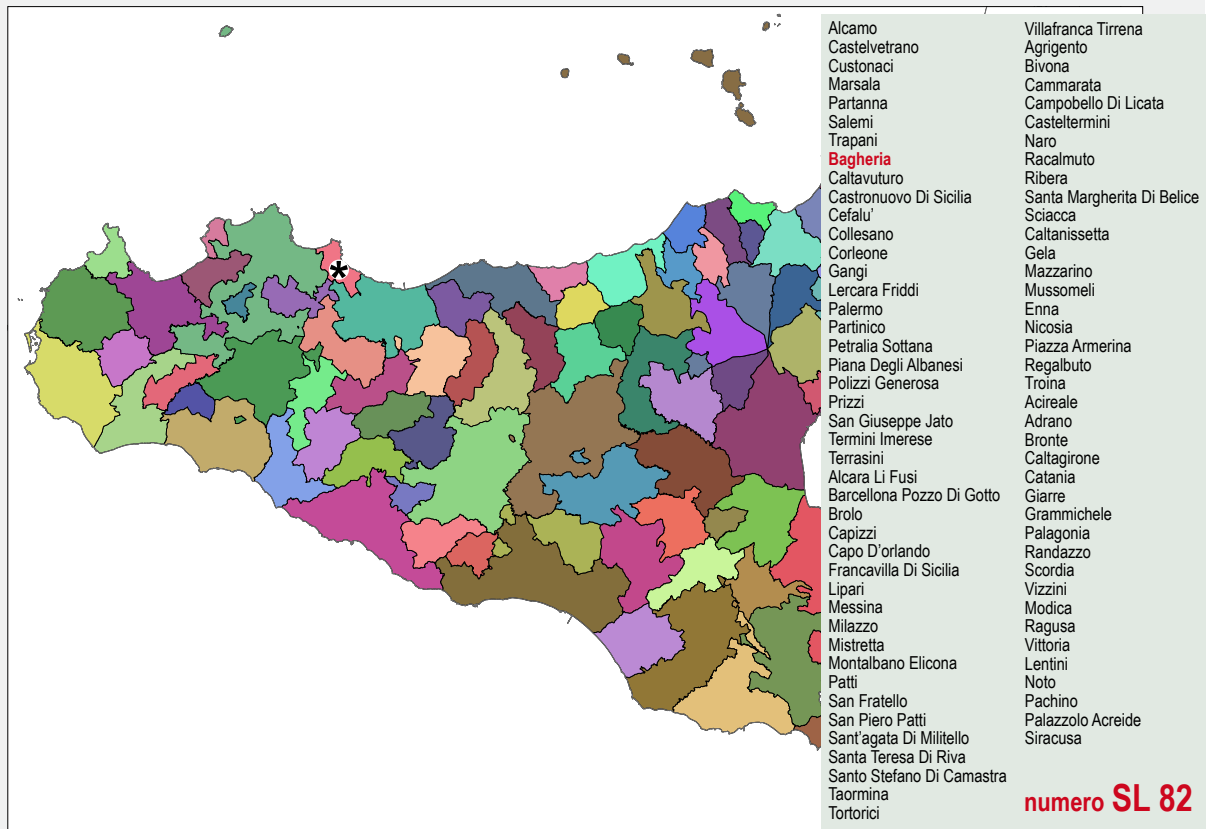 *
Alcamo
Castelvetrano
Custonaci
Marsala
Partanna
Salemi
Trapani
Bagheria
Caltavuturo
Castronuovo Di Sicilia
Cefalu'
Collesano
Corleone
Gangi
Lercara Friddi
Palermo
Partinico
Petralia Sottana
Piana Degli Albanesi
Polizzi Generosa
Prizzi
San Giuseppe Jato
Termini Imerese
Terrasini
Alcara Li Fusi
Barcellona Pozzo Di Gotto
Brolo
Capizzi
Capo D'orlando
Francavilla Di Sicilia
Lipari
Messina
Milazzo
Mistretta
Montalbano Elicona
Patti
San Fratello
San Piero Patti
Sant'agata Di Militello
Santa Teresa Di Riva
Santo Stefano Di Camastra
Taormina
Tortorici
Villafranca Tirrena
Agrigento
Bivona
Cammarata
Campobello Di Licata
Casteltermini
Naro
Racalmuto
Ribera
Santa Margherita Di Belice
Sciacca
Caltanissetta
Gela
Mazzarino
Mussomeli
Enna
Nicosia
Piazza Armerina
Regalbuto
Troina
Acireale
Adrano
Bronte
Caltagirone
Catania
Giarre
Grammichele
Palagonia
Randazzo
Scordia
Vizzini
Modica
Ragusa
Vittoria
Lentini
Noto
Pachino
Palazzolo Acreide
Siracusa
numero SL 82